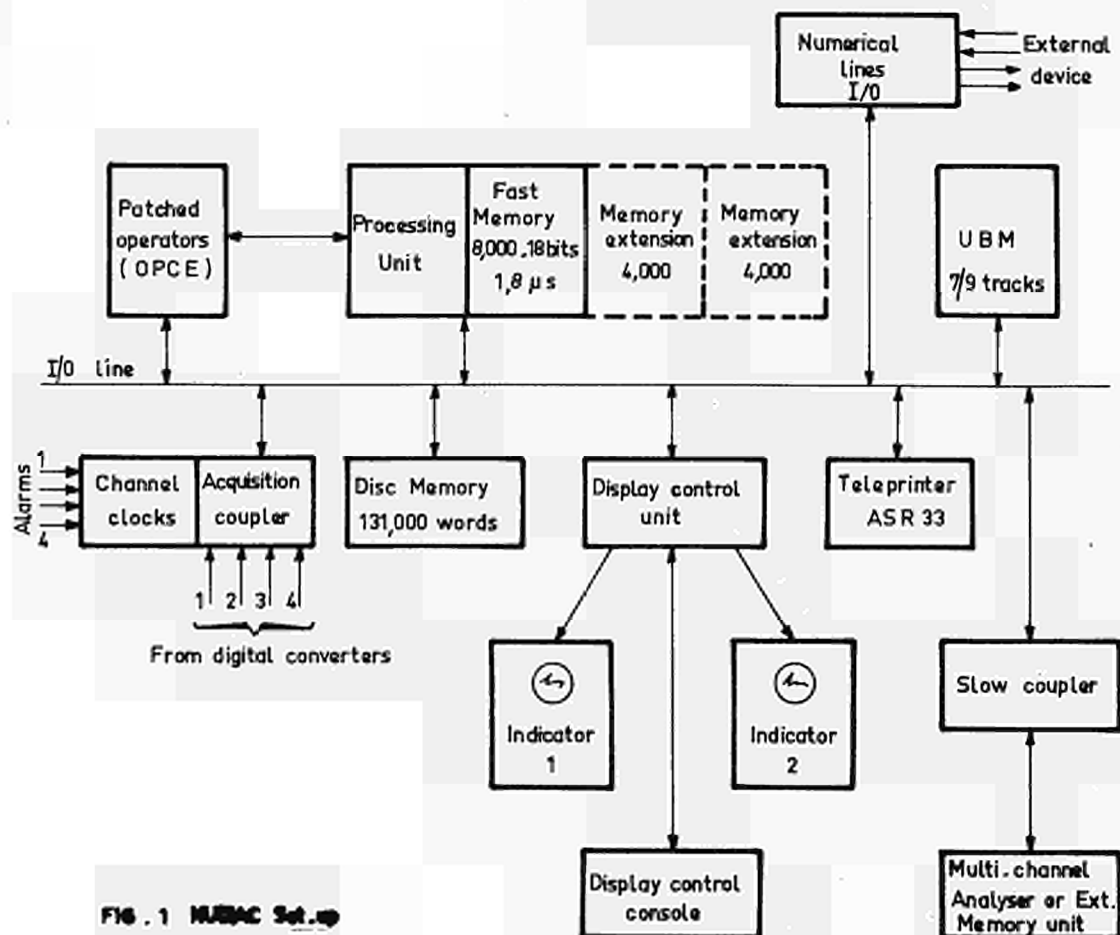 Numerical
lines
I/O
External
device
Patched
operators
(OPCE)
Processing
Unit
Fast
Memory
8,000.18bits
1,8 µs
Memory
extension
4,000
Memory
extension
4,000
UBM
7/9 tracks
I/O line
Alarms
1
4
Channel
clocks
Acquisition
coupler
1 2 3 4
From digital converters
Disc Memory
131,000 words
Display control
unit
Teleprinter
ASR 33
Indicator
1
Indicator
2
Slow coupler
Display control
console
Multi-channel
Analyser or Ext.
Memory unit
FIG. 1 Set.up